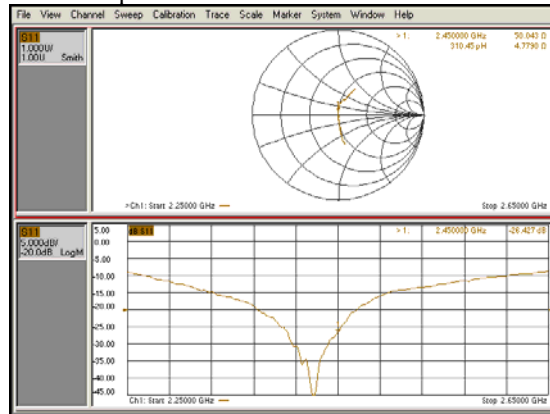 File View Channel Sweep Calibration Trace Scale Marker System Window Help
S11
1.000U/
1.00U Smith
> 1: 2.450000 GHz 50.043 Ω
310.45 pH 4.7790 Ω
>Ch1: Start 2.25000 GHz
Stop 2.65000 GHz
S11
5.000dB/
-20.0dB LogM
5.00 dB S11
> 1: 2.450000 GHz -26.427 dB
0.00
-5.00
-10.00
-15.00
-20.00
-25.00
-30.00
-35.00
-40.00
-45.00
Ch1: Start 2.25000 GHz
Stop 2.65000 GHz